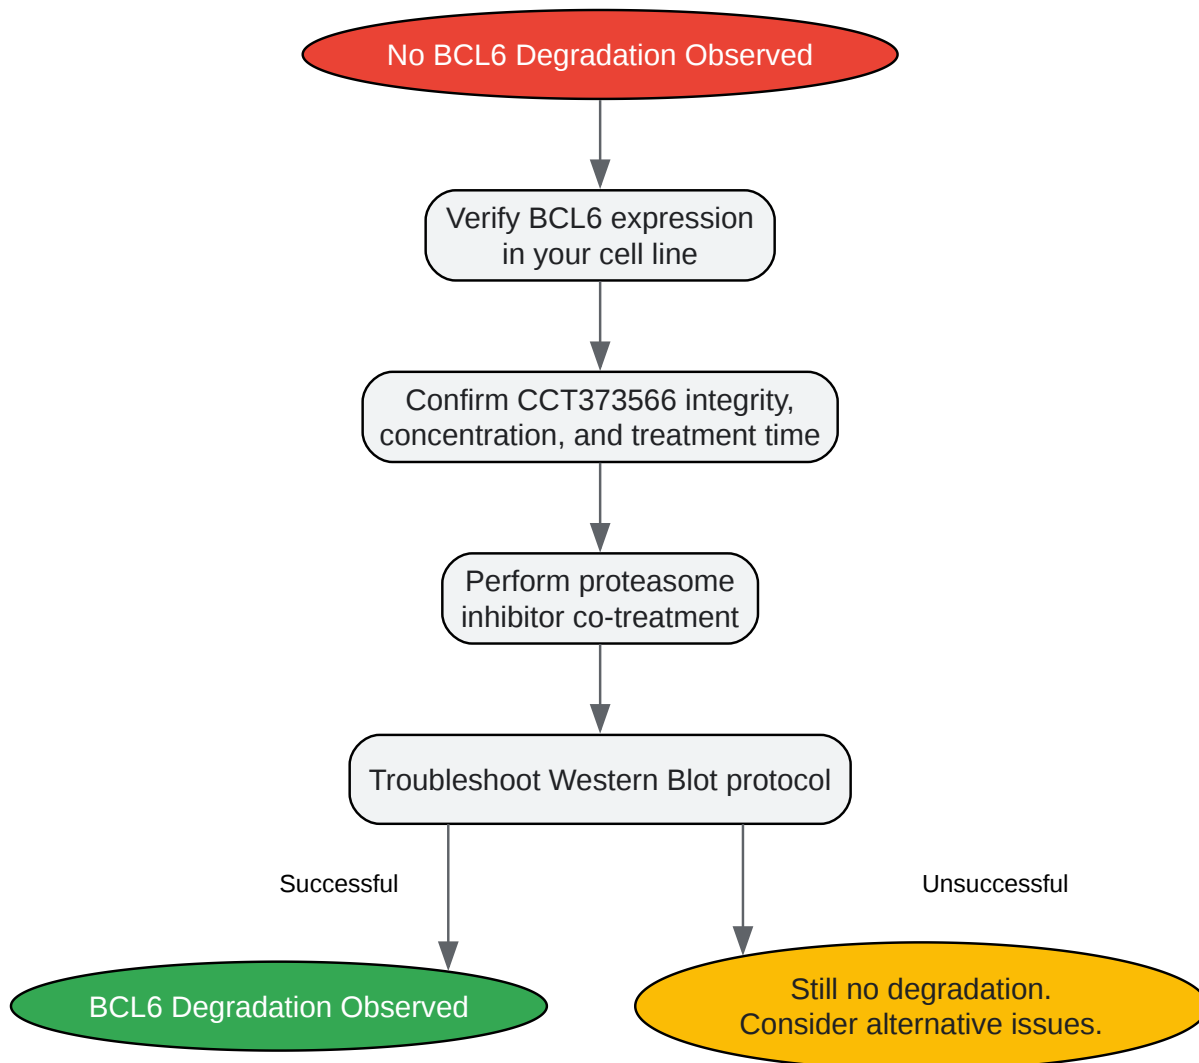 No BCL6 Degradation Observed
Verify BCL6 expression
in your cell line
Confirm CCT373566 integrity,
concentration, and treatment time
Perform proteasome
inhibitor co-treatment
Troubleshoot Western Blot protocol
Successful
Unsuccessful
BCL6 Degradation Observed
Still no degradation.
Consider alternative issues.